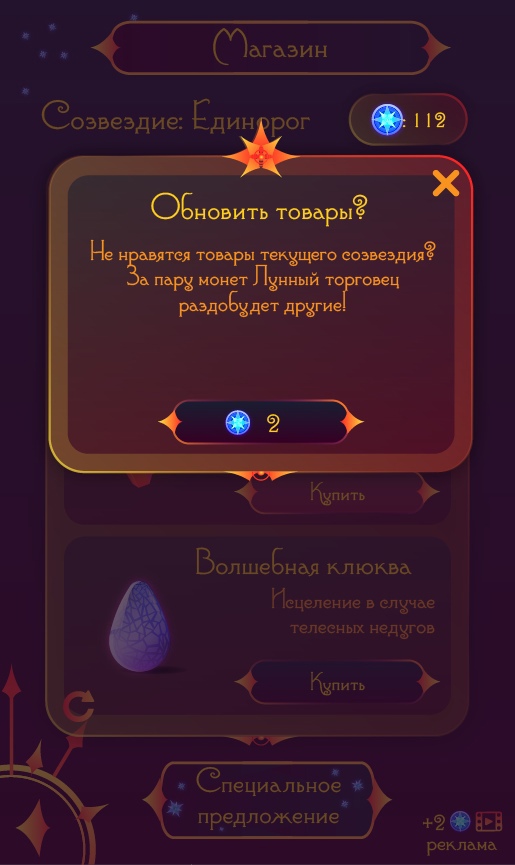 Магазин
Созвездие: Единорог
: 112
Обновить товары?
Не нравятся товары текущего созвездия?
За пару монет Лунный торговец
раздобудет другие!
2
Купить
Волшебная клюква
Исцеление в случае
телесных недугов
Купить
Специальное
предложение
+2
реклама